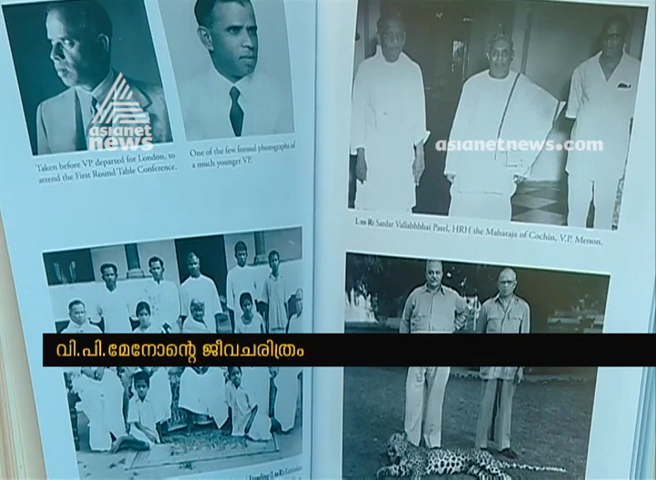 asianet
news
asianetnews.com
Taken before VP departed for London, to
attend the First Round Table Conference.
One of the few formal photographs of
a much younger VP.
L to R: Sardar Vallabhbhai Patel, HRH the Maharaja of Cochin, V.P. Menon.
വി.പി.മേനോന്റെ ജീവചരിത്രം